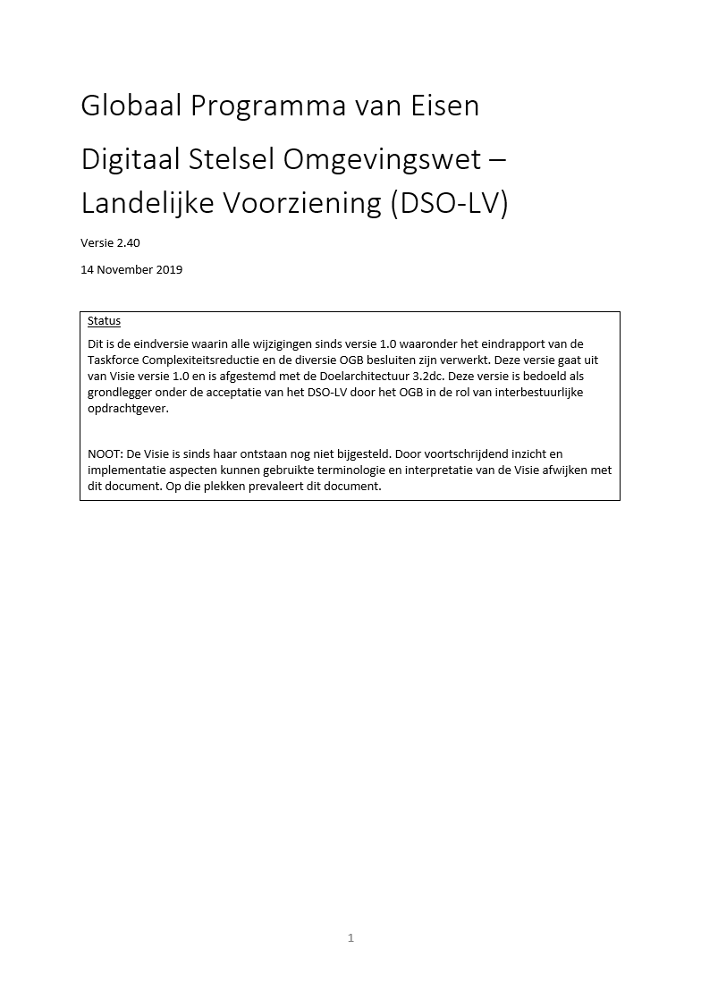 Globaal Programma van Eisen
Digitaal Stelsel Omgevingswet –
Landelijke Voorziening (DSO-LV)
Versie 2.40
14 November 2019
Status
Dit is de eindversie waarin alle wijzigingen sinds versie 1.0 waaronder het eindrapport van de
Taskforce Complexiteitsreductie en de diversie OGB besluiten zijn verwerkt. Deze versie gaat uit
van Visie versie 1.0 en is afgestemd met de Doelarchitectuur 3.2dc. Deze versie is bedoeld als
grondlegger onder de acceptatie van het DSO-LV door het OGB in de rol van interbestuurlijke
opdrachtgever.
NOOT: De Visie is sinds haar ontstaan nog niet bijgesteld. Door voortschrijdend inzicht en
implementatie aspecten kunnen gebruikte terminologie en interpretatie van de Visie afwijken met
dit document. Op die plekken prevaleert dit document.
1